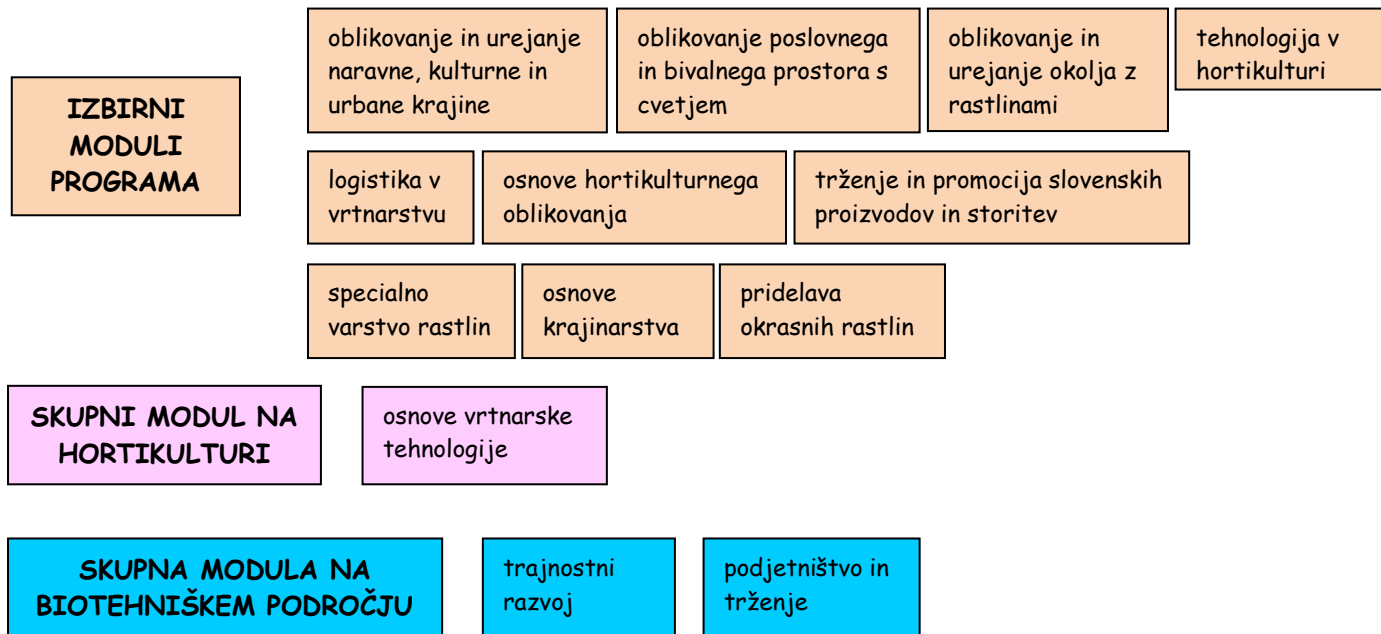 IZBIRNI
MODULI
PROGRAMA
oblikovanje in urejanje
naravne, kulturne in
urbane krajine
oblikovanje poslovnega
in bivalnega prostora s
cvetjem
oblikovanje in
urejanje okolja z
rastlinami
tehnologija v
hortikulturi
logistika v
vrtnarstvu
osnove hortikulturnega
oblikovanja
trženje in promocija slovenskih
proizvodov in storitev
specialno
varstvo rastlin
osnove
krajinarstva
pridelava
okrasnih rastlin
SKUPNI MODUL NA
HORTIKULTURI
osnove vrtnarske
tehnologije
SKUPNA MODULA NA
BIOTEHNIŠKEM PODROČJU
trajnostni
razvoj
podjetništvo in
trženje